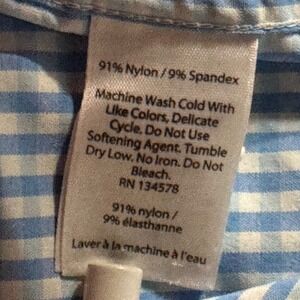 91% Nylon / 9% Spandex
Machine Wash Cold With
Like Colors, Delicate
Cycle. Do Not Use
Softening Agent. Tumble
Dry Low. No Iron. Do Not
Bleach.
RN 134578
91% nylon /
9% élasthanne
Laver à la machine à l'eau